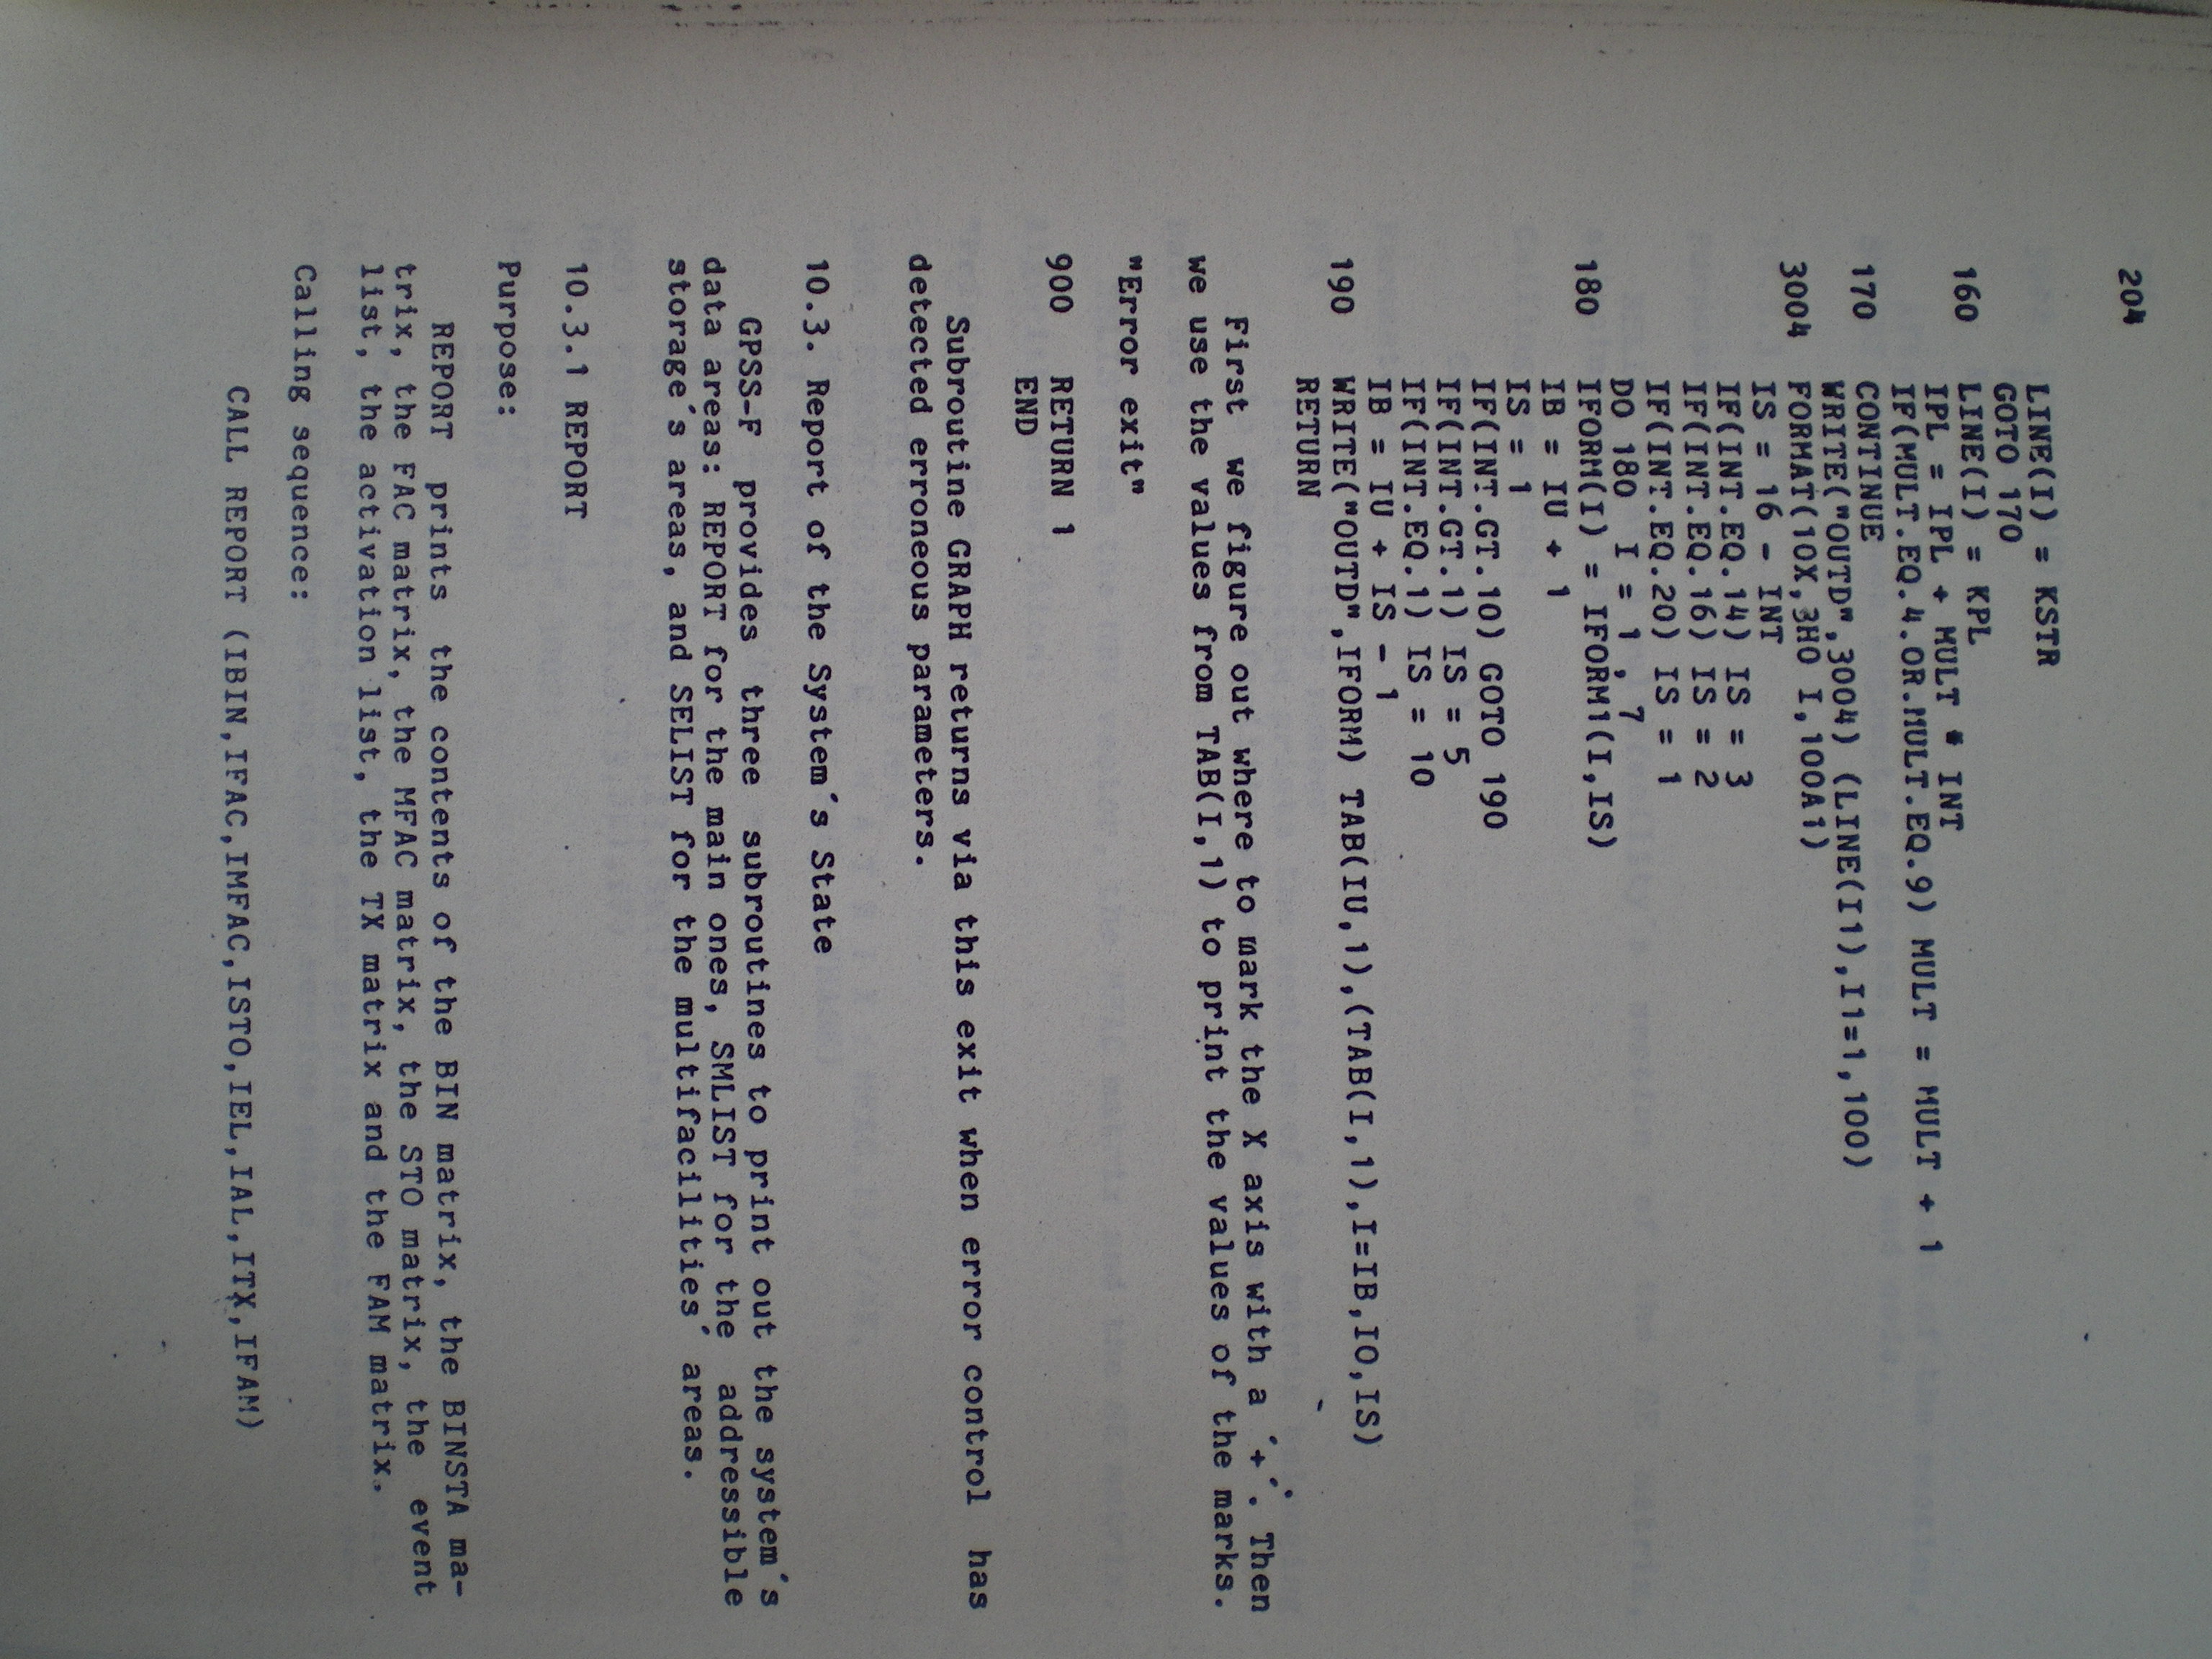 204
LINE(I) = KSTR
GOTO 170
160 LINE(I) = KPL
IPL = IPL + MULT * INT
IF(MULT.EQ.4.OR.MULT.EQ.9) MULT = MULT + 1
170 CONTINUE
WRITE("OUTD",3004) (LINE(I1),I1=1,100)
3004 FORMAT(10X,3H0 I,100A1)
IS = 16 - INT
IF(INT.EQ.14) IS = 3
IF(INT.EQ.16) IS = 2
IF(INT.EQ.20) IS = 1
DO 180 I = 1, 7
180 IFORM(I) = IFORM1(I,IS)
IB = IU + 1
IS = 1
IF(INT.GT.10) GOTO 190
IF(INT.GT.1) IS = 5
IF(INT.EQ.1) IS = 10
IB = IU + IS - 1
190 WRITE("OUTD",IFORM) TAB(IU,1),(TAB(I,1),I=IB,IO,IS)
RETURN
First we figure out where to mark the X axis with a ´+´. Then
we use the values from TAB(I,1) to print the values of the marks.
"Error exit"
900 RETURN 1
END
Subroutine GRAPH returns via this exit when error control has
detected erroneous parameters.
10.3. Report of the System´s State
GPSS-F provides three subroutines to print out the system´s
data areas: REPORT for the main ones, SMLIST for the addressible
storage´s areas, and SELIST for the multifacilities´ areas.
10.3.1 REPORT
Purpose:
REPORT prints the contents of the BIN matrix, the BINSTA ma-
trix, the FAC matrix, the MFAC matrix, the STO matrix, the event
list, the activation list, the TX matrix and the FAM matrix.
Calling sequence:
CALL REPORT (IBIN,IFAC,IMFAC,ISTO,IEL,IAL,ITX,IFAM)